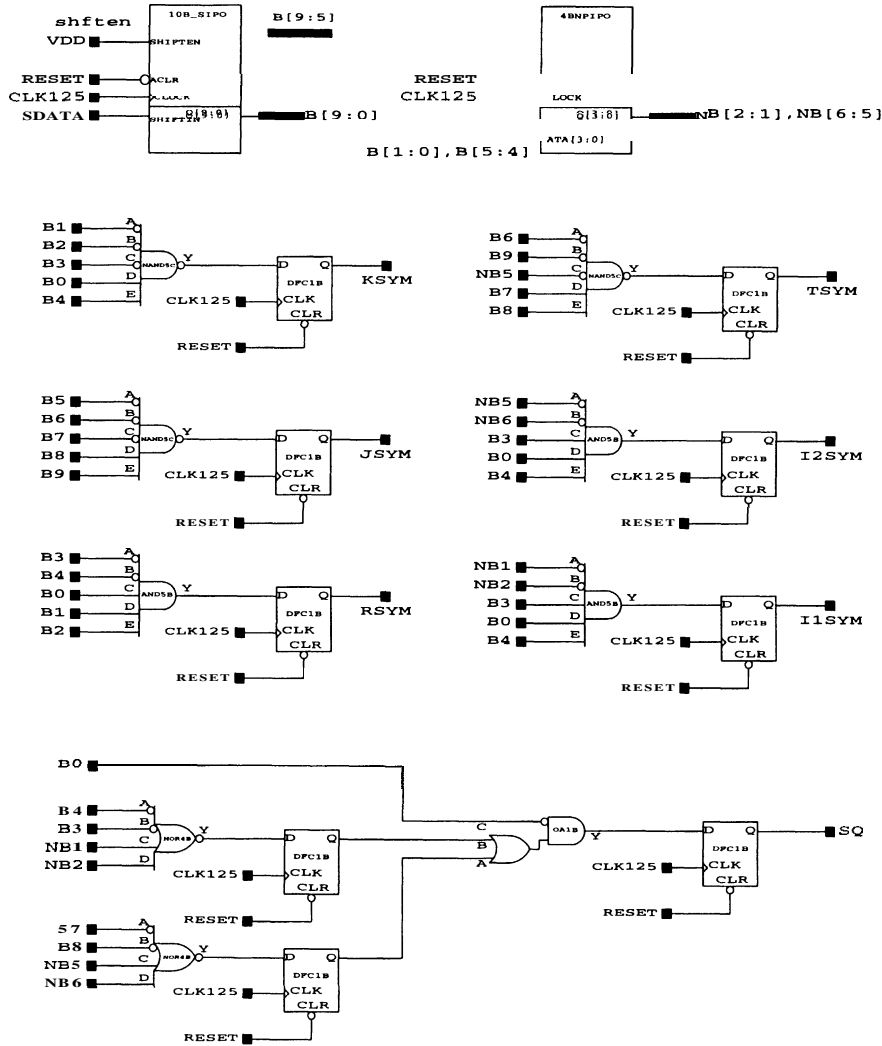 shften
10B_SIPO
B[9:5]
4BNPIPO
VDD
SHIFTEN
RESET
ACLR
RESET
CLK125
CLOCK
CLK125
LOCK
SDATA
SHIFTIN
B[9:0]
NB[2:1],NB[6:5]
ATA[3:0]
B[1:0],B[5:4]
B1
A
B2
B
B3
C
NAND5C
Y
B0
D
B4
E
D
Q
DFC1B
CLK125
CLK
CLR
RESET
KSYM
B6
A
B9
B
NB5
C
NAND5C
Y
B7
D
B8
E
D
Q
DFC1B
CLK125
CLK
CLR
RESET
TSYM
B5
A
B6
B
B7
C
NAND5C
Y
B8
D
B9
E
D
Q
DFC1B
CLK125
CLK
CLR
RESET
JSYM
NB5
A
NB6
B
B3
C
AND5B
Y
B0
D
B4
E
D
Q
DFC1B
CLK125
CLK
CLR
RESET
I2SYM
B3
A
B4
B
B0
C
AND5B
Y
B1
D
B2
E
D
Q
DFC1B
CLK125
CLK
CLR
RESET
RSYM
NB1
A
NB2
B
B3
C
AND5B
Y
B0
D
B4
E
D
Q
DFC1B
CLK125
CLK
CLR
RESET
I1SYM
B0
B4
A
B3
B
NB1
C
NOR4B
Y
NB2
D
D
Q
DFC1B
CLK125
CLK
CLR
RESET
C
B
A
OA1B
Y
D
Q
DFC1B
CLK125
CLK
CLR
RESET
SQ
57
A
B8
B
NB5
C
NOR4B
Y
NB6
D
D
Q
DFC1B
CLK125
CLK
CLR
RESET